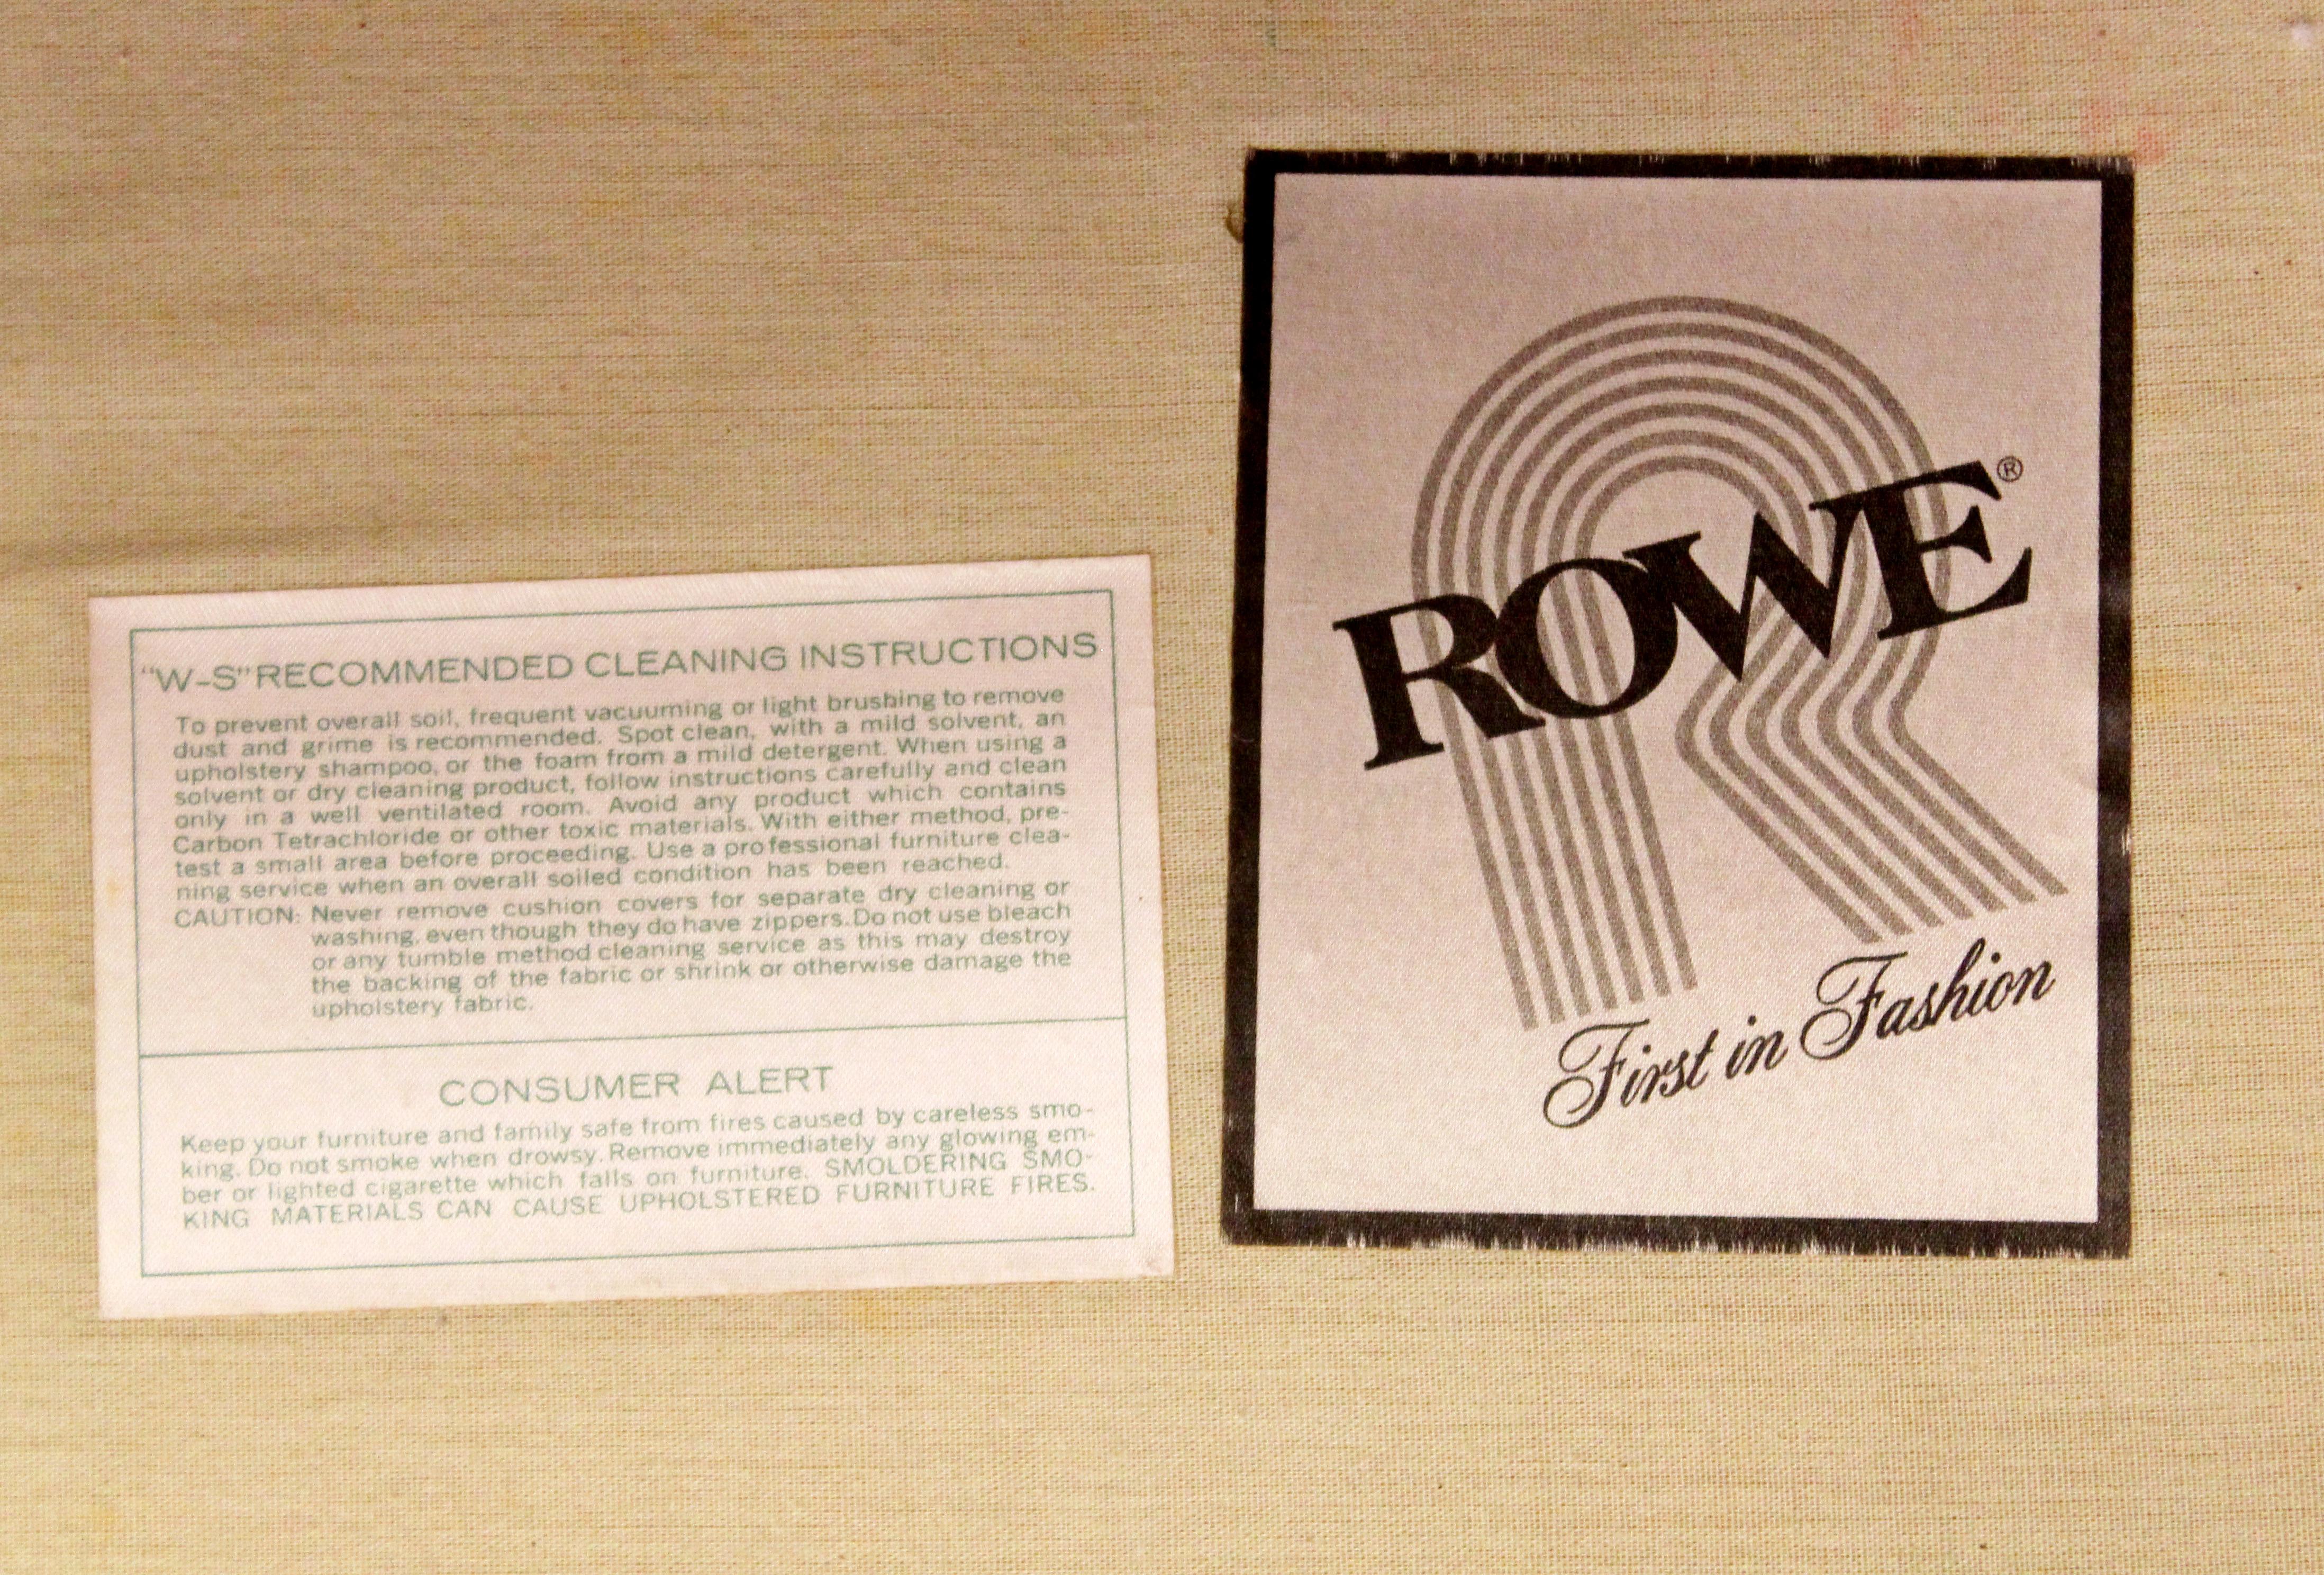 "W-S" RECOMMENDED CLEANING INSTRUCTIONS
To prevent overall soil, frequent vacuuming or light brushing to remove
dust and grime is recommended. Spot clean, with a mild solvent, an
upholstery shampoo, or the foam from a mild detergent. When using a
solvent or dry cleaning product, follow instructions carefully and clean
only in a well ventilated room. Avoid any product which contains
Carbon Tetrachloride or other toxic materials. With either method, pre-
test a small area before proceeding. Use a professional furniture clea-
ning service when an overall soiled condition has been reached.
CAUTION: Never remove cushion covers for separate dry cleaning or
washing, even though they do have zippers. Do not use bleach
or any tumble method cleaning service as this may destroy
the backing of the fabric or shrink or otherwise damage the
upholstery fabric.
CONSUMER ALERT
Keep your furniture and family safe from fires caused by careless smo-
king. Do not smoke when drowsy. Remove immediately any glowing em-
ber or lighted cigarette which falls on furniture. SMOLDERING SMO-
KING MATERIALS CAN CAUSE UPHOLSTERED FURNITURE FIRES.
R
ROWE®
First in Fashion